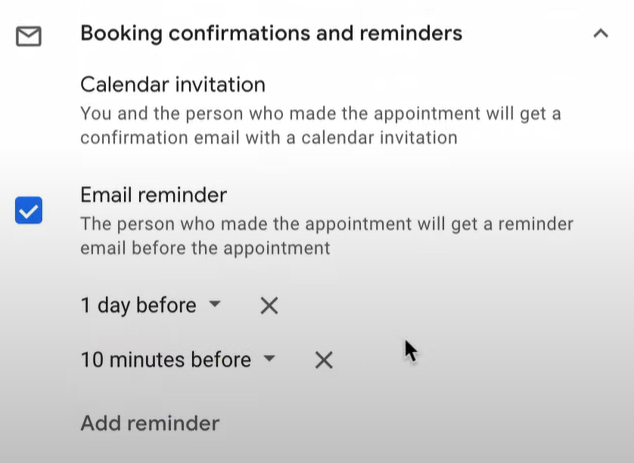 Booking confirmations and reminders
Calendar invitation
You and the person who made the appointment will get a
confirmation email with a calendar invitation
Email reminder
The person who made the appointment will get a reminder
email before the appointment
1 day before
10 minutes before
Add reminder